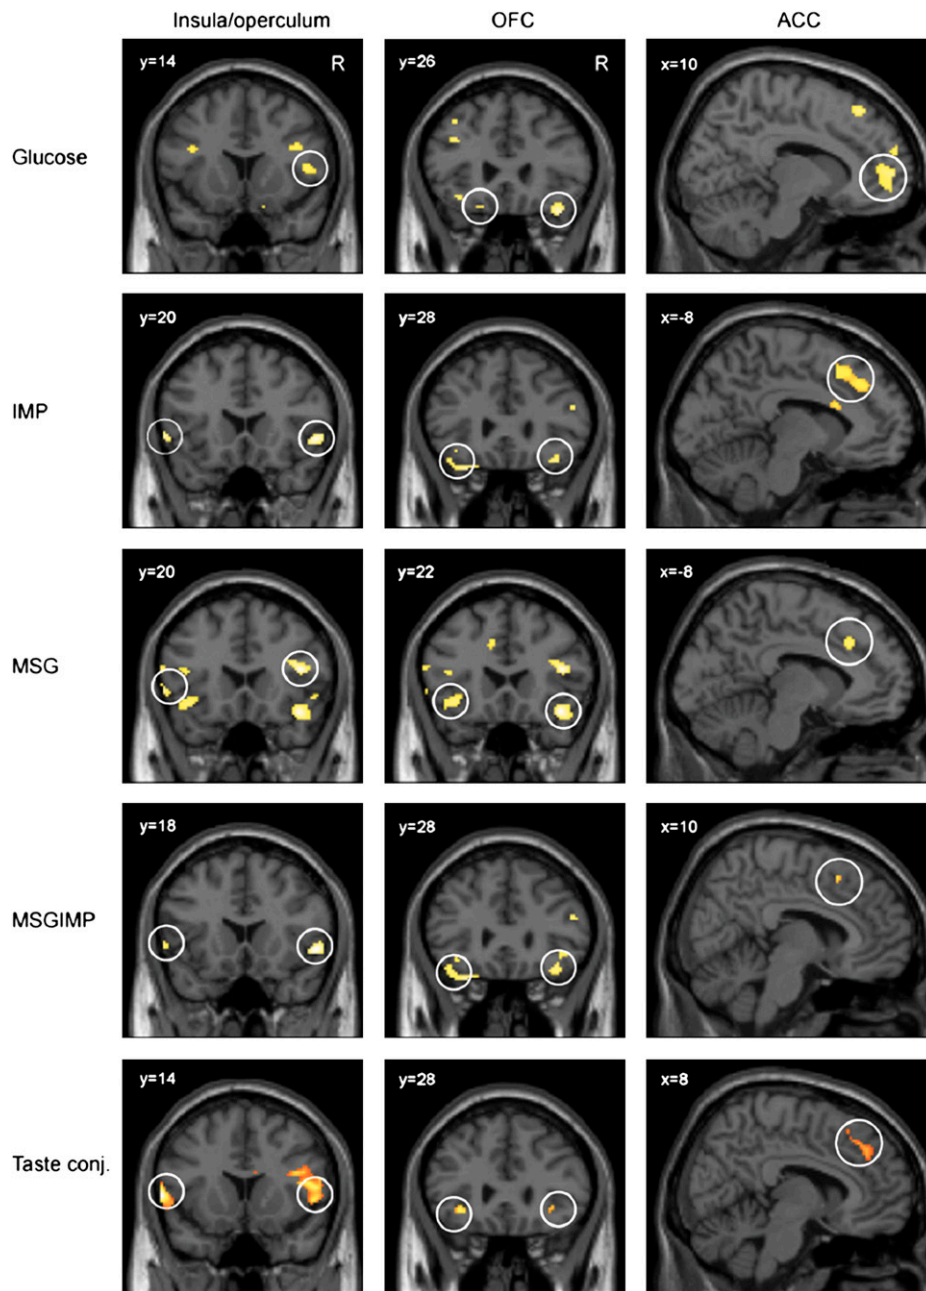 Insula/operculum OFC ACC
Glucose y=14 R y=26 R x=10
IMP y=20 y=28 x=-8
MSG y=20 y=22 x=-8
MSGIMP y=18 y=28 x=10
Taste conj. y=14 y=28 x=8